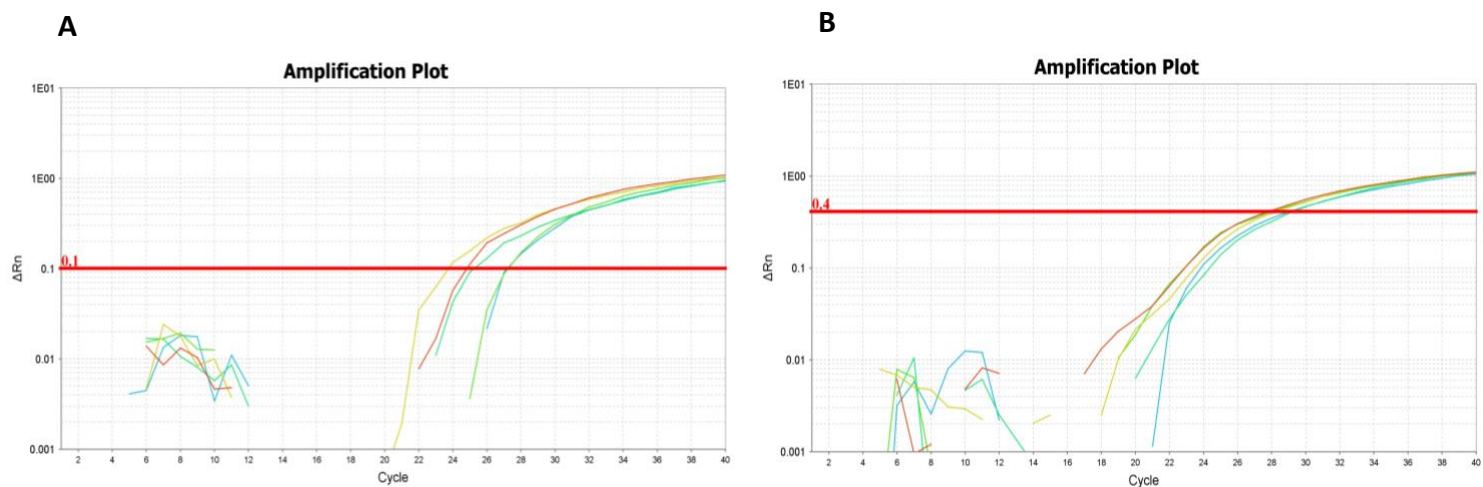 A
Amplification Plot
1E01
1E00
0.1
0.1
0.01
0.001
ΔRn
2 4 6 8 10 12 14 16 18 20 22 24 26 28 30 32 34 36 38 40
Cycle
B
Amplification Plot
1E01
1E00
0.4
0.1
0.01
0.001
ΔRn
2 4 6 8 10 12 14 16 18 20 22 24 26 28 30 32 34 36 38 40
Cycle